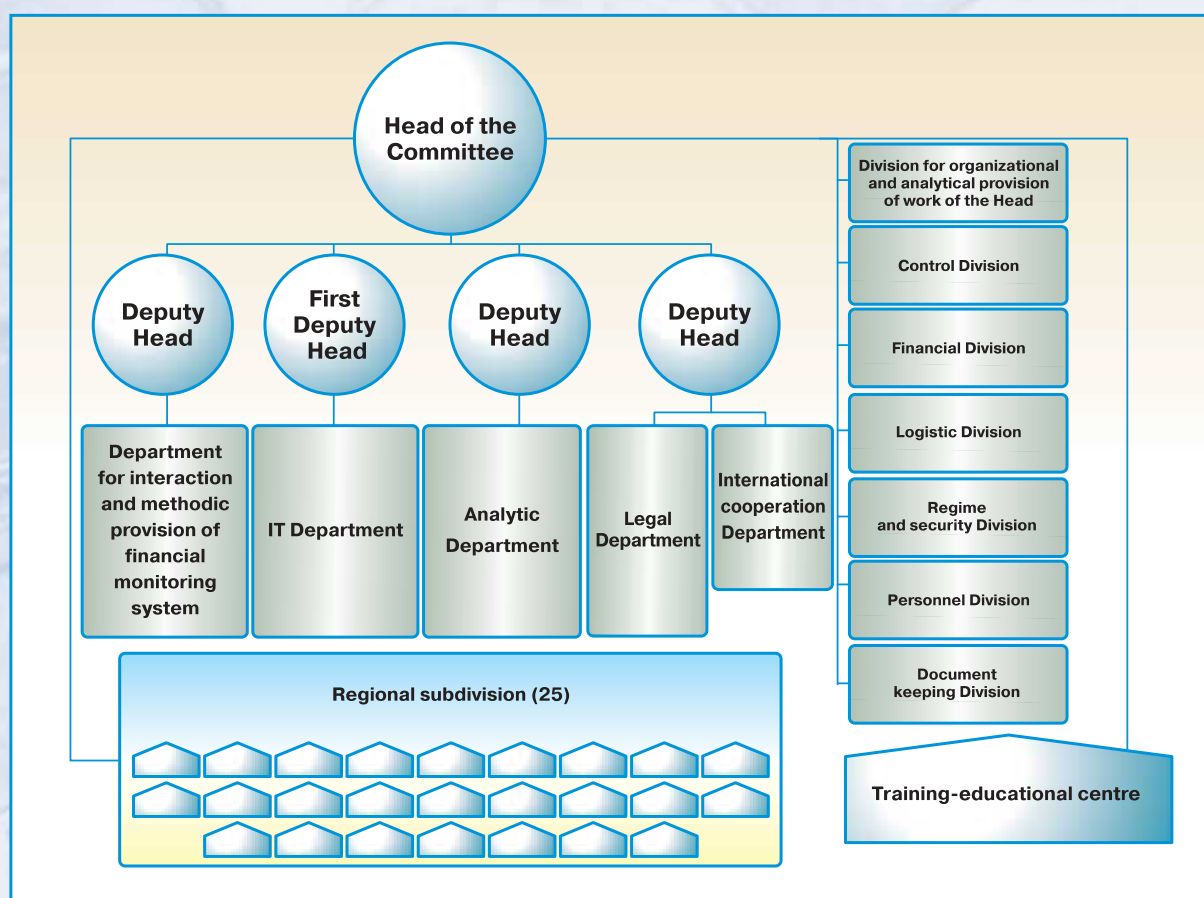 Head of the
Committee
Deputy
Head
First
Deputy
Head
Deputy
Head
Deputy
Head
Department
for interaction
and methodic
provision of
financial
monitoring
system
IT Department
Analytic
Department
Legal
Department
International
cooperation
Department
Division for organizational
and analytical provision
of work of the Head
Control Division
Financial Division
Logistic Division
Regime
and security Division
Personnel Division
Document
keeping Division
Regional subdivision (25)
Training-educational centre